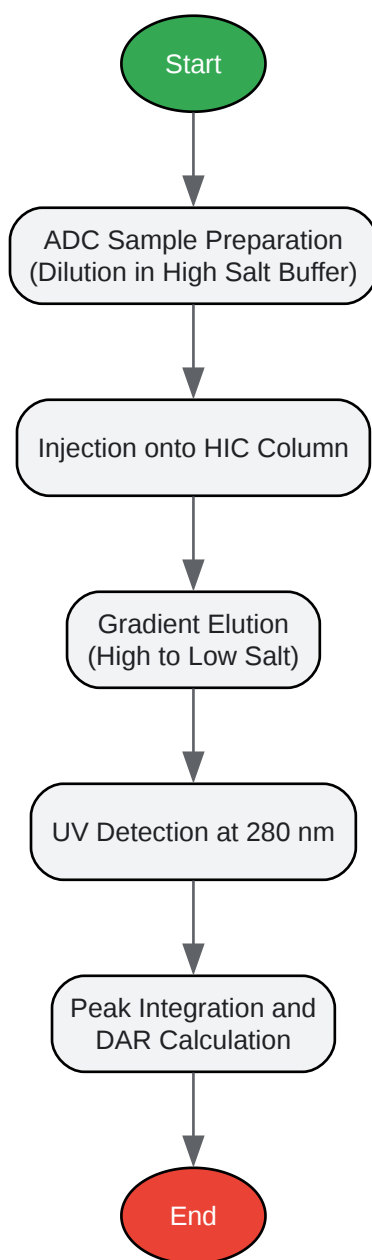 Start
ADC Sample Preparation
(Dilution in High Salt Buffer)
Injection onto HIC Column
Gradient Elution
(High to Low Salt)
UV Detection at 280 nm
Peak Integration and
DAR Calculation
End